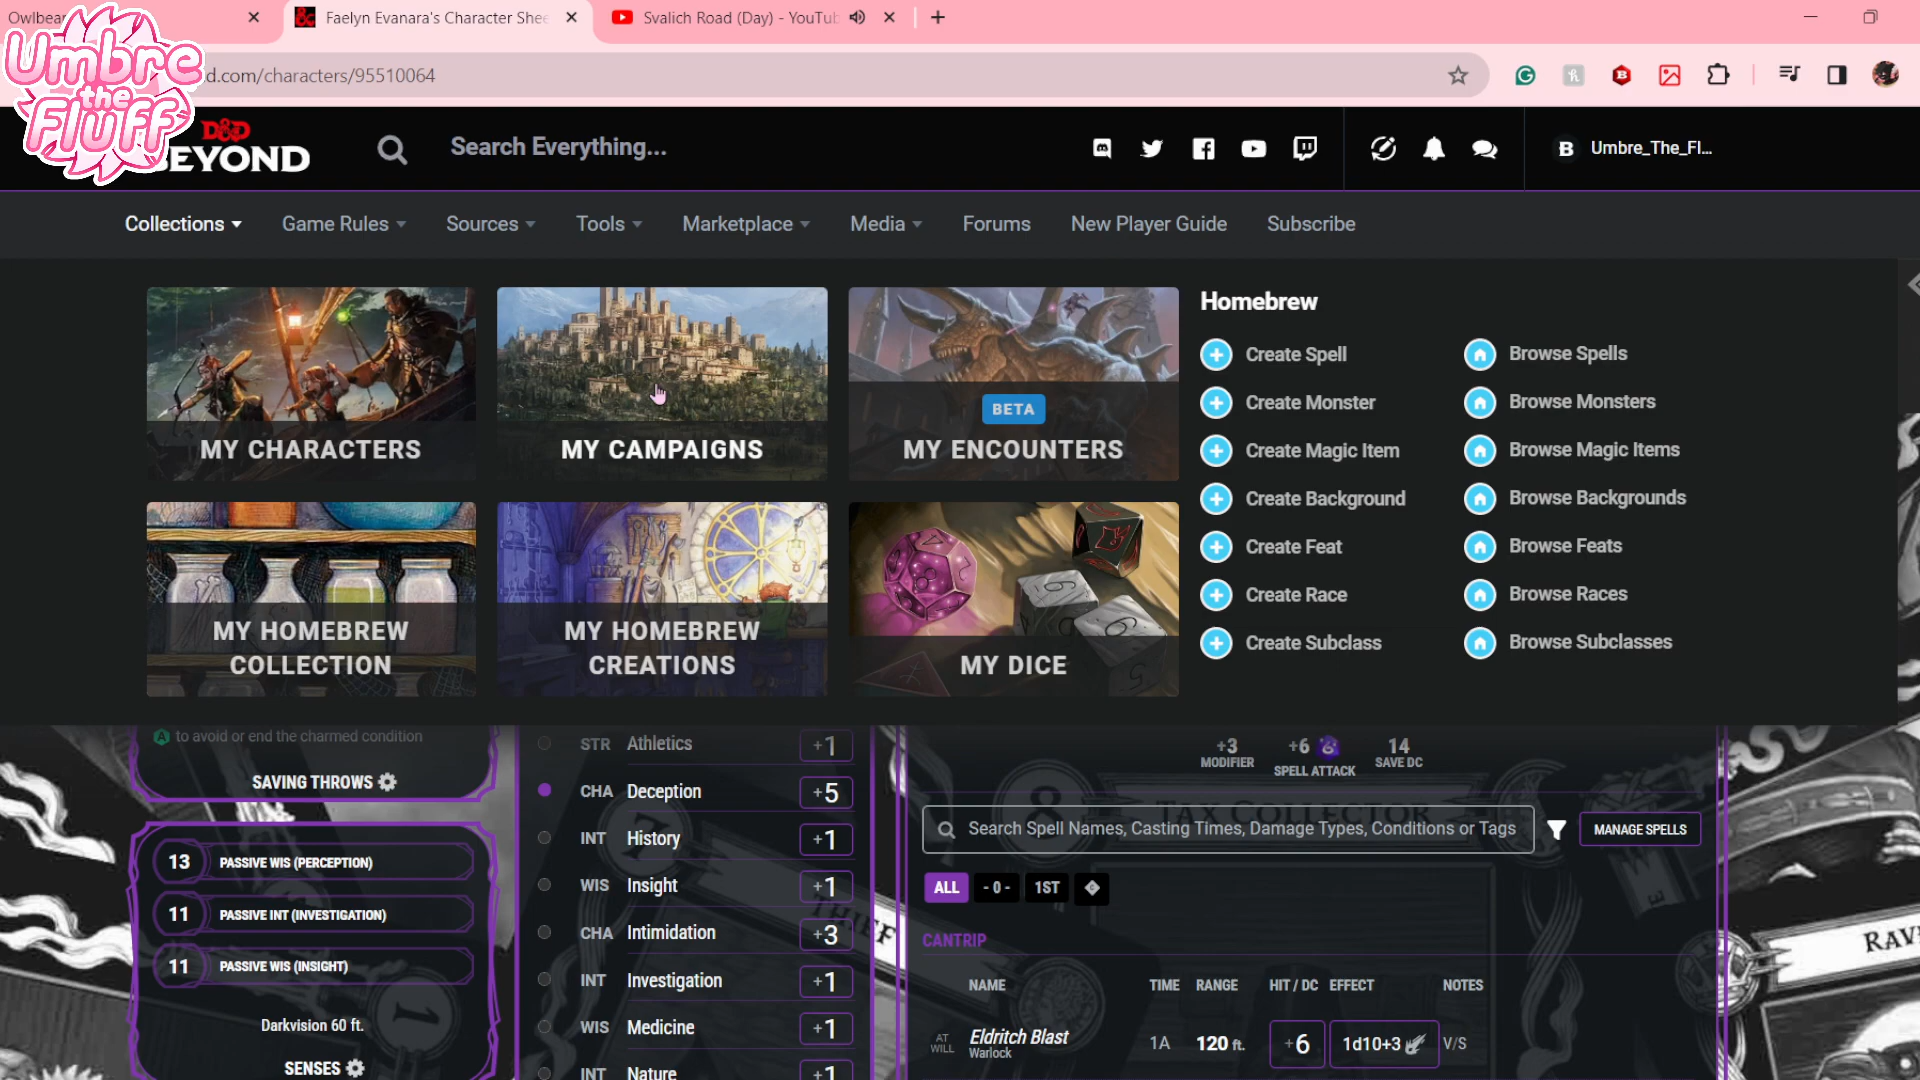 Owlbear
Faelyn Evanara's Character Shee
Svalich Road (Day) - YouTub
Umbre
the
Fluff
d.com/characters/95510064
D&D
BEYOND
Search Everything...
B Umbre_The_Fl...
Collections
Game Rules
Sources
Tools
Marketplace
Media
Forums
New Player Guide
Subscribe
MY CHARACTERS
MY CAMPAIGNS
BETA
MY ENCOUNTERS
MY HOMEBREW
COLLECTION
MY HOMEBREW
CREATIONS
MY DICE
Homebrew
Create Spell
Browse Spells
Create Monster
Browse Monsters
Create Magic Item
Browse Magic Items
Create Background
Browse Backgrounds
Create Feat
Browse Feats
Create Race
Browse Races
Create Subclass
Browse Subclasses
A to avoid or end the charmed condition
SAVING THROWS
13 PASSIVE WIS (PERCEPTION)
11 PASSIVE INT (INVESTIGATION)
11 PASSIVE WIS (INSIGHT)
Darkvision 60 ft.
SENSES
STR Athletics +1
CHA Deception +5
INT History +1
WIS Insight +1
CHA Intimidation +3
INT Investigation +1
WIS Medicine +1
INT Nature +1
+3
MODIFIER
+6
SPELL ATTACK
14
SAVE DC
TAX COLLECTOR
Search Spell Names, Casting Times, Damage Types, Conditions or Tags
MANAGE SPELLS
ALL
- 0 -
1ST
CANTRIP
NAME TIME RANGE HIT / DC EFFECT NOTES
AT
WILL
Eldritch Blast
Warlock
1A 120 ft. +6 1d10+3 V/S
THIEF
RAV